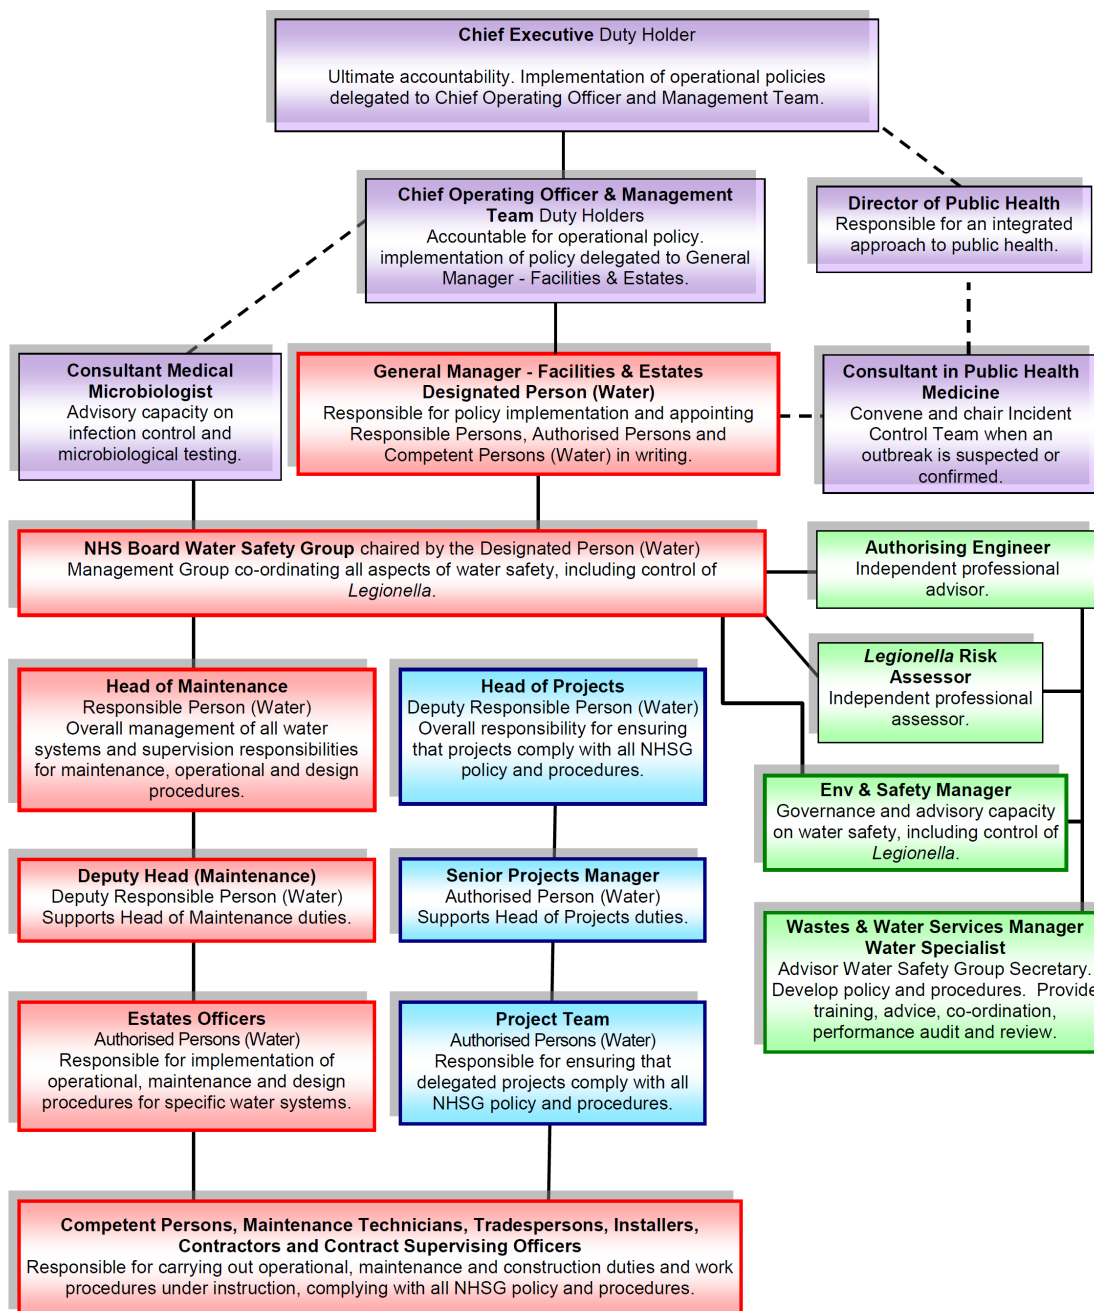 Chief Executive Duty Holder
Ultimate accountability. Implementation of operational policies
delegated to Chief Operating Officer and Management Team.
Chief Operating Officer & Management
Team Duty Holders
Accountable for operational policy.
implementation of policy delegated to General
Manager - Facilities & Estates.
Director of Public Health
Responsible for an integrated
approach to public health.
Consultant Medical
Microbiologist
Advisory capacity on
infection control and
microbiological testing.
General Manager - Facilities & Estates
Designated Person (Water)
Responsible for policy implementation and appointing
Responsible Persons, Authorised Persons and
Competent Persons (Water) in writing.
Consultant in Public Health
Medicine
Convene and chair Incident
Control Team when an
outbreak is suspected or
confirmed.
NHS Board Water Safety Group chaired by the Designated Person (Water)
Management Group co-ordinating all aspects of water safety, including control of
Legionella.
Authorising Engineer
Independent professional
advisor.
Legionella Risk
Assessor
Independent professional
assessor.
Head of Maintenance
Responsible Person (Water)
Overall management of all water
systems and supervision responsibilities
for maintenance, operational and design
procedures.
Head of Projects
Deputy Responsible Person (Water)
Overall responsibility for ensuring
that projects comply with all NHSG
policy and procedures.
Env & Safety Manager
Governance and advisory capacity
on water safety, including control of
Legionella.
Deputy Head (Maintenance)
Deputy Responsible Person (Water)
Supports Head of Maintenance duties.
Senior Projects Manager
Authorised Person (Water)
Supports Head of Projects duties.
Wastes & Water Services Manager
Water Specialist
Advisor Water Safety Group Secretary.
Develop policy and procedures. Provide
training, advice, co-ordination,
performance audit and review.
Estates Officers
Authorised Persons (Water)
Responsible for implementation of
operational, maintenance and design
procedures for specific water systems.
Project Team
Authorised Persons (Water)
Responsible for ensuring that
delegated projects comply with all
NHSG policy and procedures.
Competent Persons, Maintenance Technicians, Tradespersons, Installers,
Contractors and Contract Supervising Officers
Responsible for carrying out operational, maintenance and construction duties and work
procedures under instruction, complying with all NHSG policy and procedures.